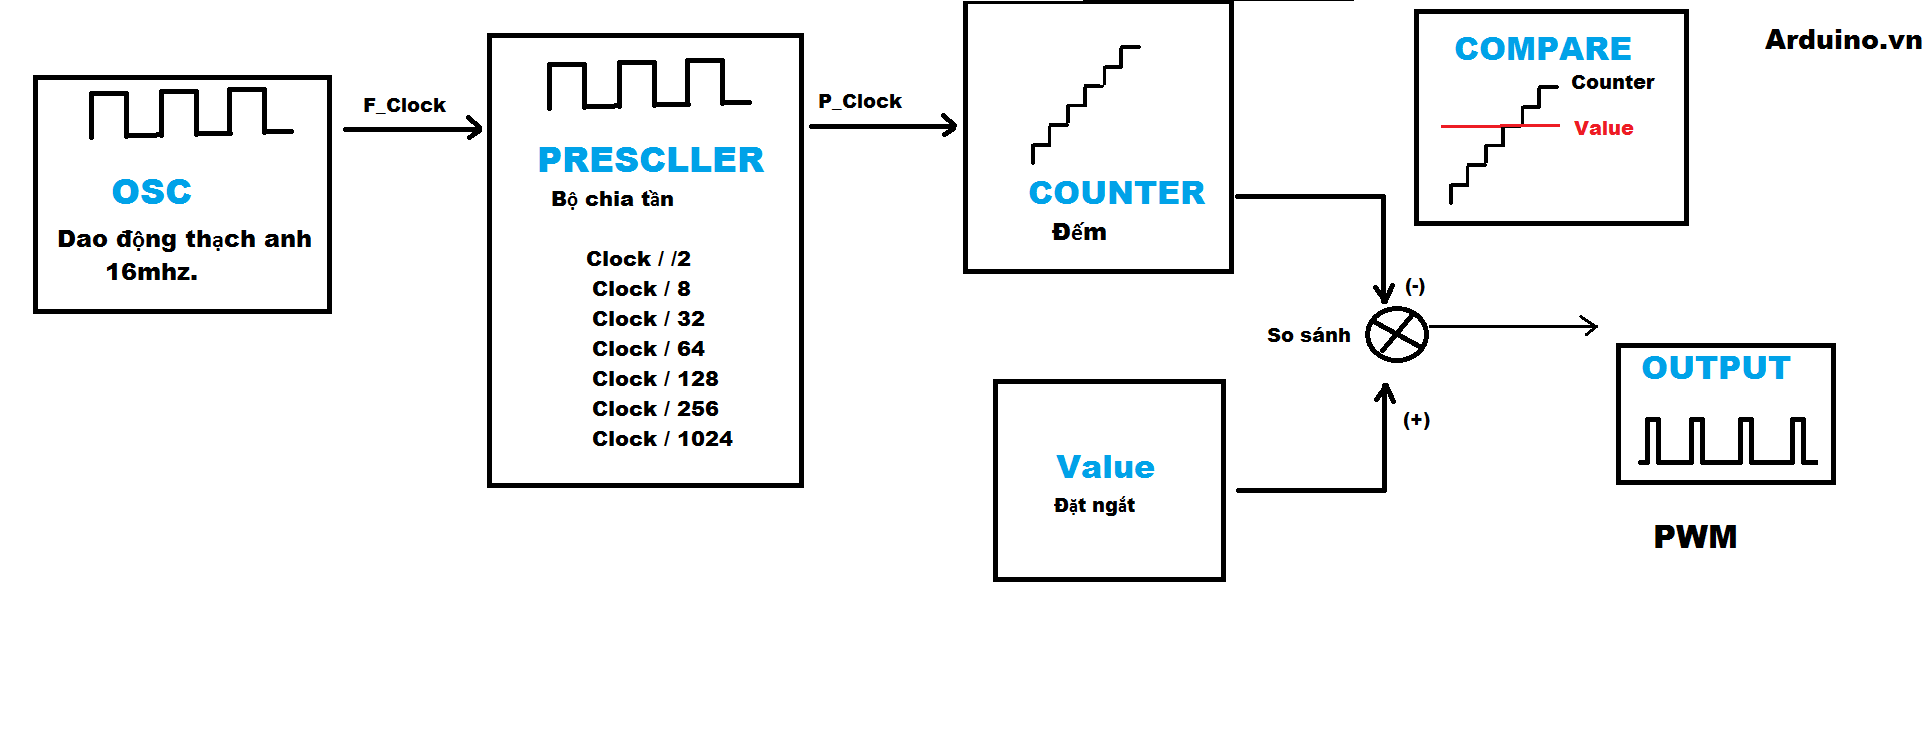 Arduino.vn
OSC
Dao động thạch anh
16mhz.
F_Clock
PRESCLLER
Bộ chia tần
Clock / /2
Clock / 8
Clock / 32
Clock / 64
Clock / 128
Clock / 256
Clock / 1024
P_Clock
COUNTER
Đếm
COMPARE
Counter
Value
(-)
So sánh
(+)
Value
Đặt ngắt
OUTPUT
PWM